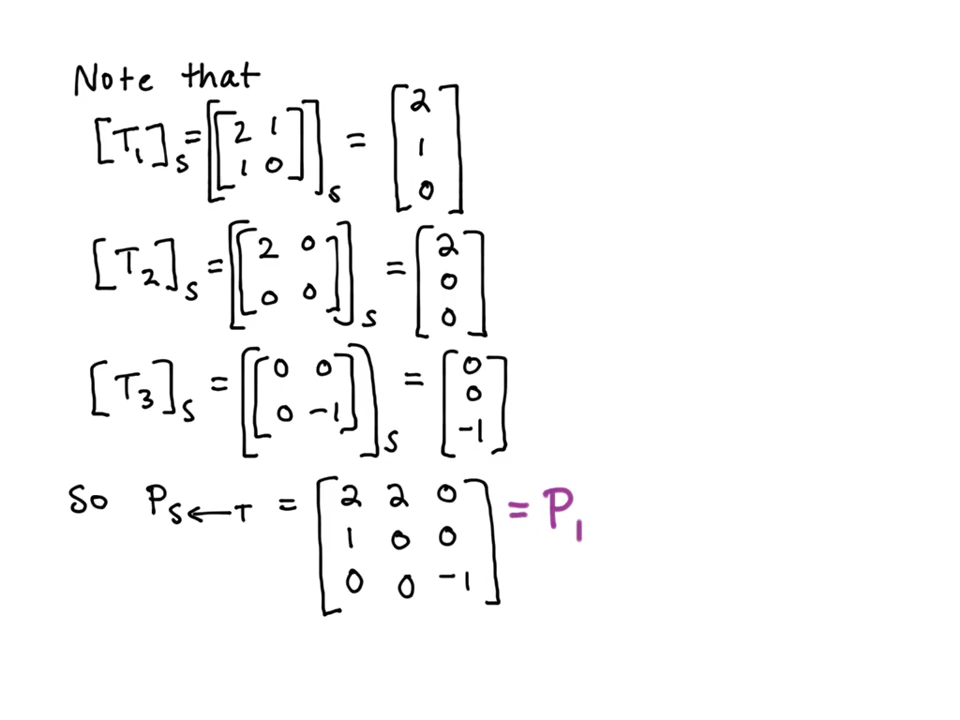 Note that
[T₁]ₛ = [[2 1; 1 0]]ₛ = [2; 1; 0]
[T₂]ₛ = [[2 0; 0 0]]ₛ = [2; 0; 0]
[T₃]ₛ = [[0 0; 0 -1]]ₛ = [0; 0; -1]
So P_{S←T} = [2 2 0; 1 0 0; 0 0 -1] = P₁